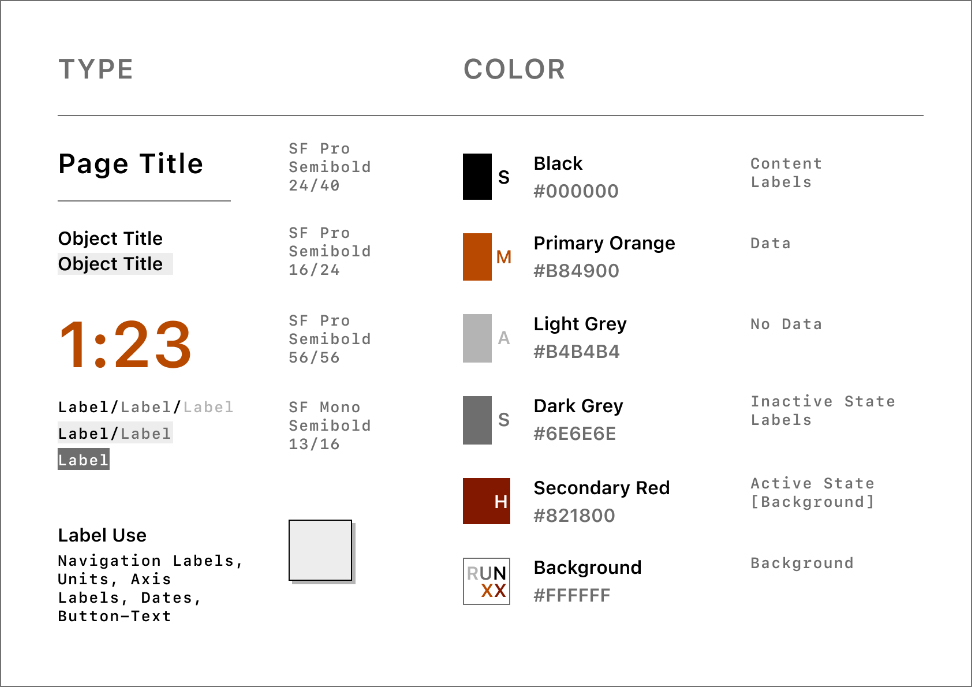 TYPE
COLOR
Page Title
SF Pro
Semibold
24/40
Object Title
Object Title
SF Pro
Semibold
16/24
1:23
SF Pro
Semibold
56/56
Label/Label/Label
Label/Label
Label
SF Mono
Semibold
13/16
Label Use
Navigation Labels,
Units, Axis
Labels, Dates,
Button-Text
S
Black
#000000
Content
Labels
M
Primary Orange
#B84900
Data
A
Light Grey
#B4B4B4
No Data
S
Dark Grey
#6E6E6E
Inactive State
Labels
H
Secondary Red
#821800
Active State
[Background]
RUN
XX
Background
#FFFFFF
Background